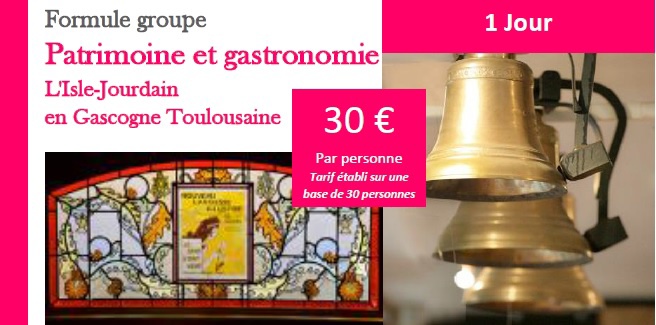 Formule groupe
Patrimoine et gastronomie
L'Isle-Jourdain
en Gascogne Toulousaine
1 Jour
30 €
Par personne
Tarif établi sur une
base de 30 personnes
NOUVEAU